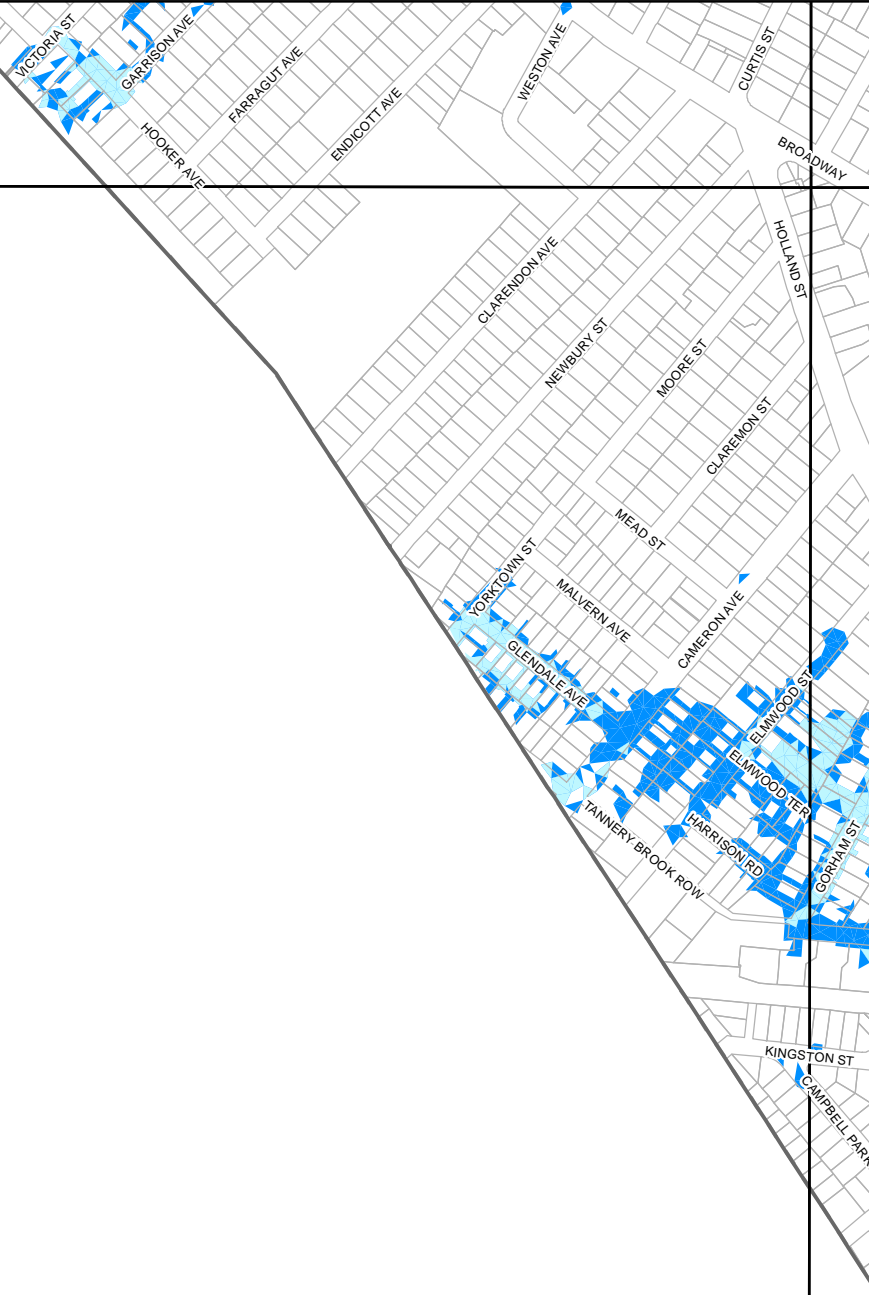 VICTORIA ST
GARRISON AVE
FARRAGUT AVE
WESTON AVE
CURTIS ST
HOOKER AVE
ENDICOTT AVE
BROADWAY
HOLLAND ST
CLARENDON AVE
NEWBURY ST
MOORE ST
CLAREMON ST
MEAD ST
YORKTOWN ST
MALVERN AVE
CAMERON AVE
GLENDALE AVE
ELMWOOD ST
ELMWOOD TER
TANNERY BROOK ROW
HARRISON RD
GORHAM ST
KINGSTON ST
CAMPBELL PARK